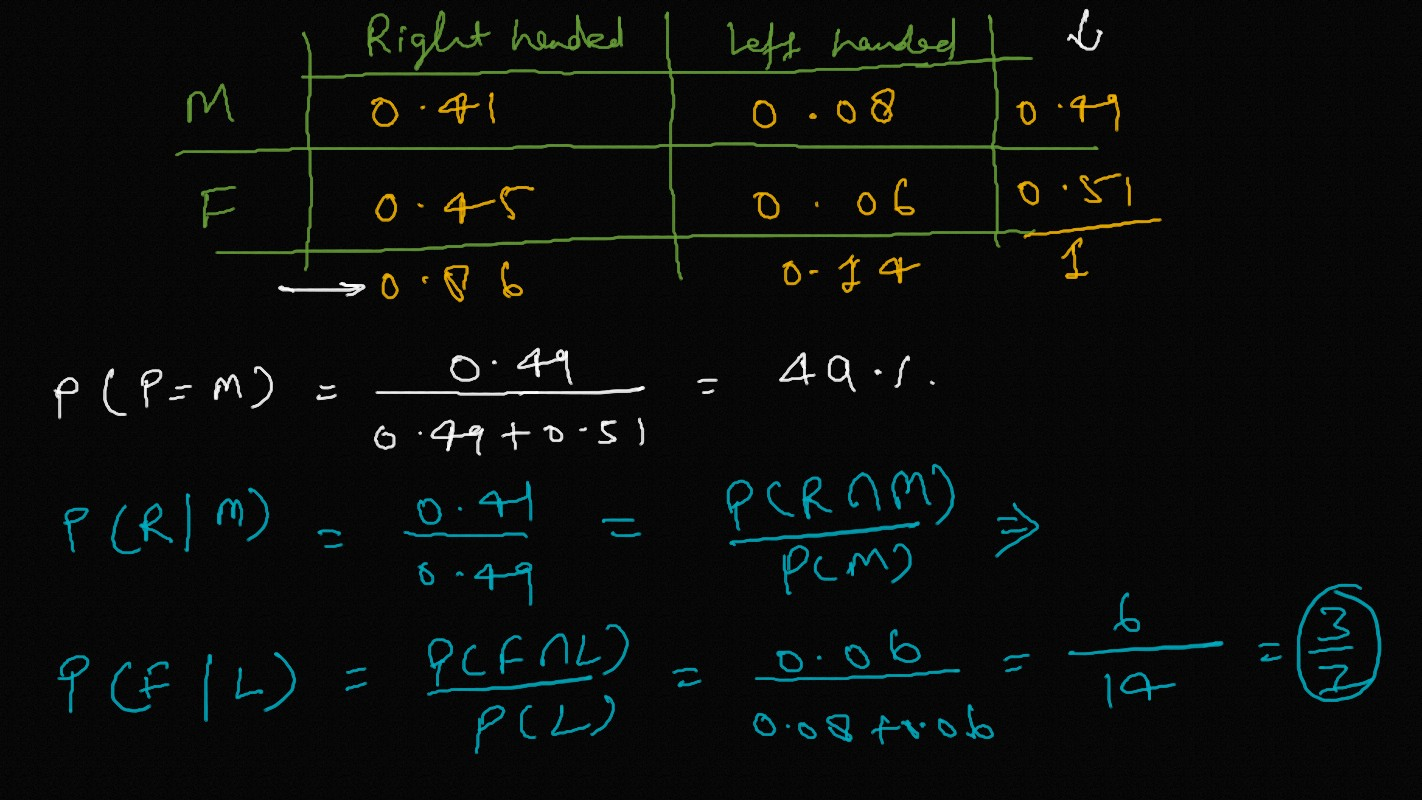 Right handed Left handed ↓
M 0.41 0.08 0.49
F 0.45 0.06 0.51
→ 0.86 0.14 1
P(P=M) = 0.49 / 0.49+0.51 = 49%.
P(R|M) = 0.41 / 0.49 = P(R∩M) / P(M) ⇒
P(F|L) = P(F∩L) / P(L) = 0.06 / 0.08+0.06 = 6 / 14 = 3 / 7